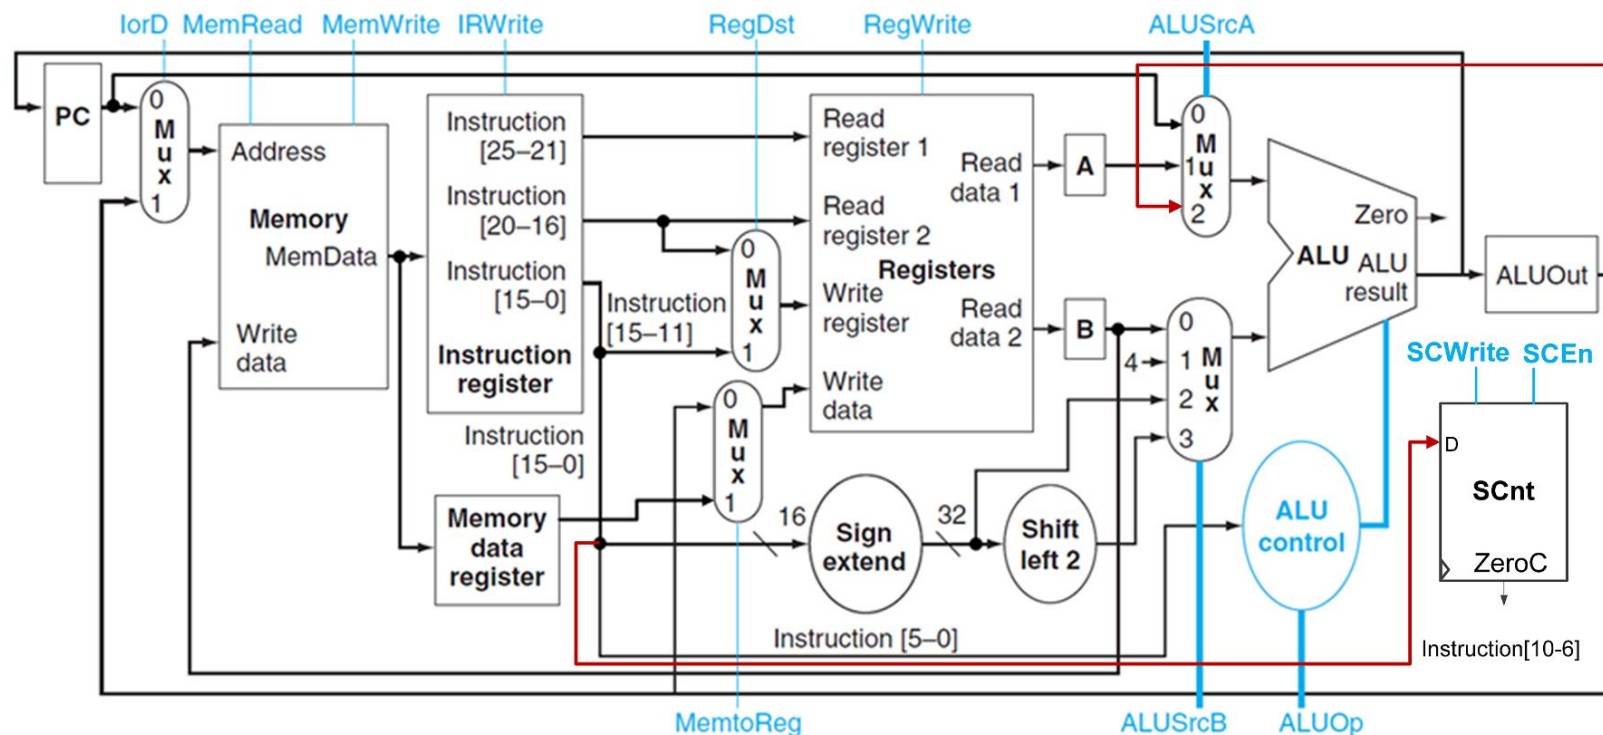 IorD MemRead MemWrite IRWrite RegDst RegWrite ALUSrcA
PC
0
M
u
x
1
Address
Memory
MemData
Write
data
Instruction
[25–21]
Instruction
[20–16]
Instruction
[15–0]
Instruction
register
Instruction
[15–0]
Memory
data
register
Instruction
[15–11]
0
M
u
x
1
0
M
u
x
1
Read
register 1
Read
data 1
Read
register 2
Registers
Write
register
Read
data 2
Write
data
16
Sign
extend
32
Shift
left 2
Instruction [5–0]
A
B
4
0
M
1u
x
2
0
1 M
u
2 x
3
Zero
ALU ALU
result
ALUOut
ALU
control
SCWrite SCEn
D
SCnt
ZeroC
Instruction[10-6]
MemtoReg ALUSrcB ALUOp